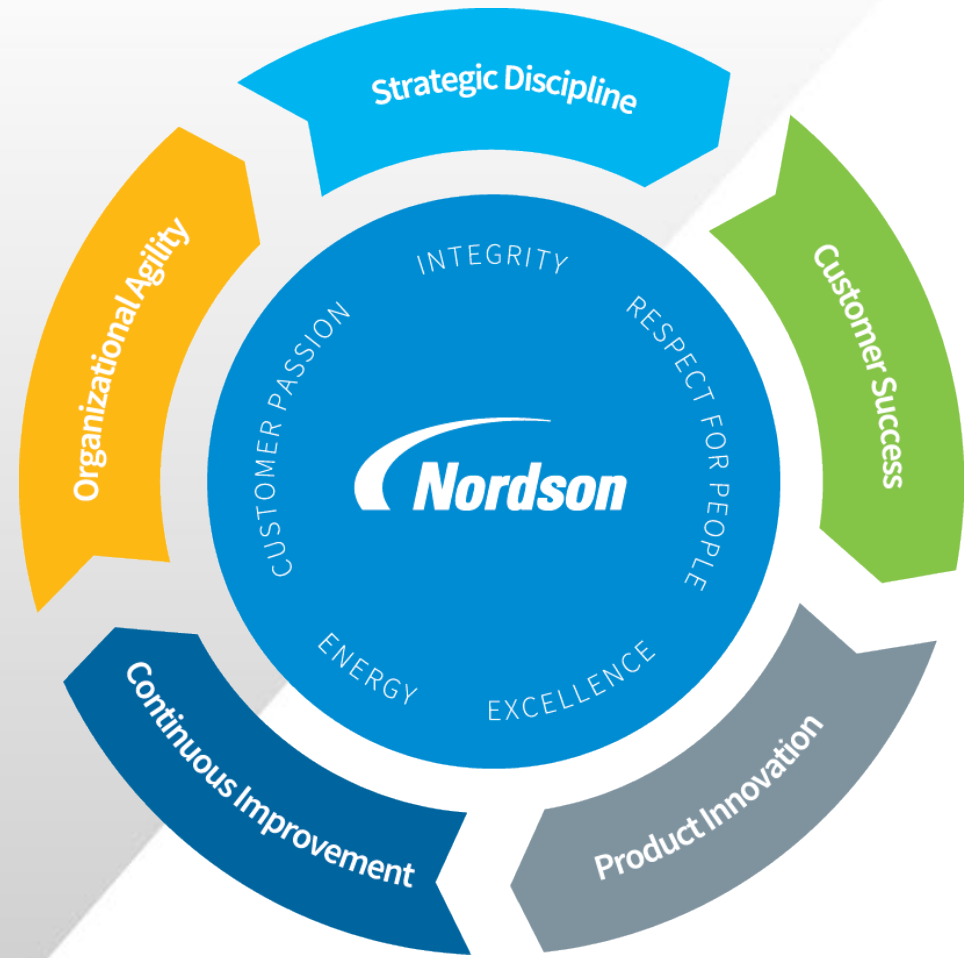 Strategic Discipline
Customer Success
Product Innovation
Continuous Improvement
Organizational Agility
INTEGRITY
RESPECT FOR PEOPLE
EXCELLENCE
ENERGY
CUSTOMER PASSION
Nordson